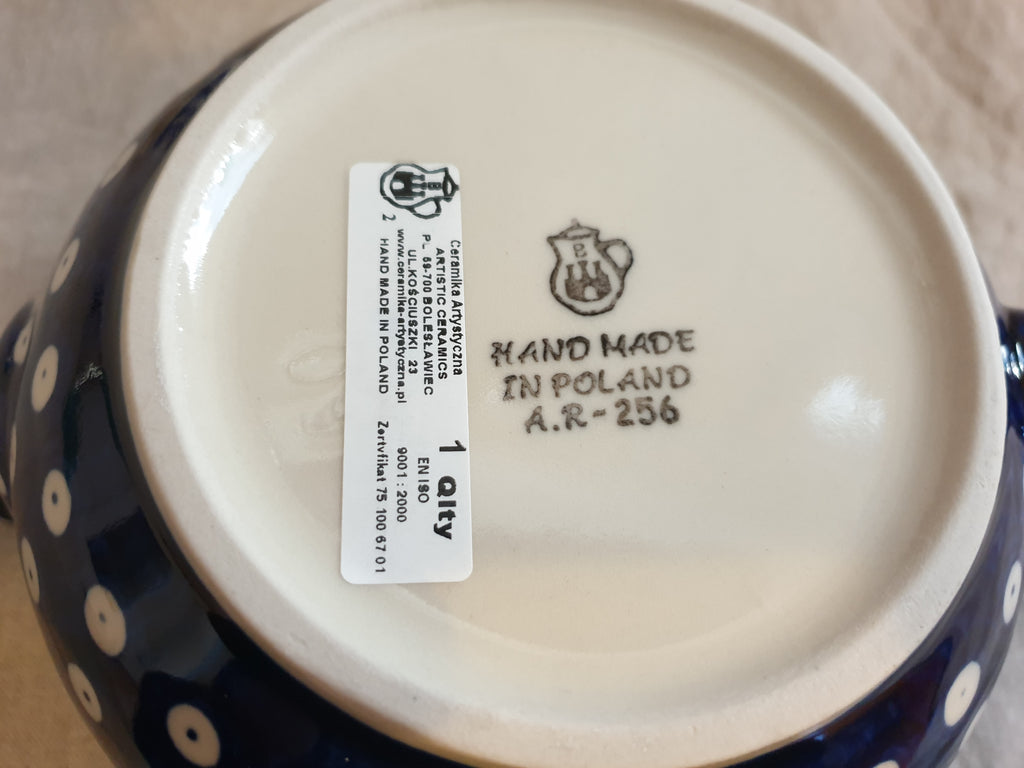 HAND MADE
IN POLAND
A.R-256
Ceramika Artystyczna
ARTISTIC CERAMICS
PL 59-700 BOLESŁAWIEC
UL.KOŚCIUSZKI 23
www.ceramika-artystyczna.pl
2 HAND MADE IN POLAND
1 Qlty
EN ISO
9001 : 2000
Zertyfikat 75 100 67 01